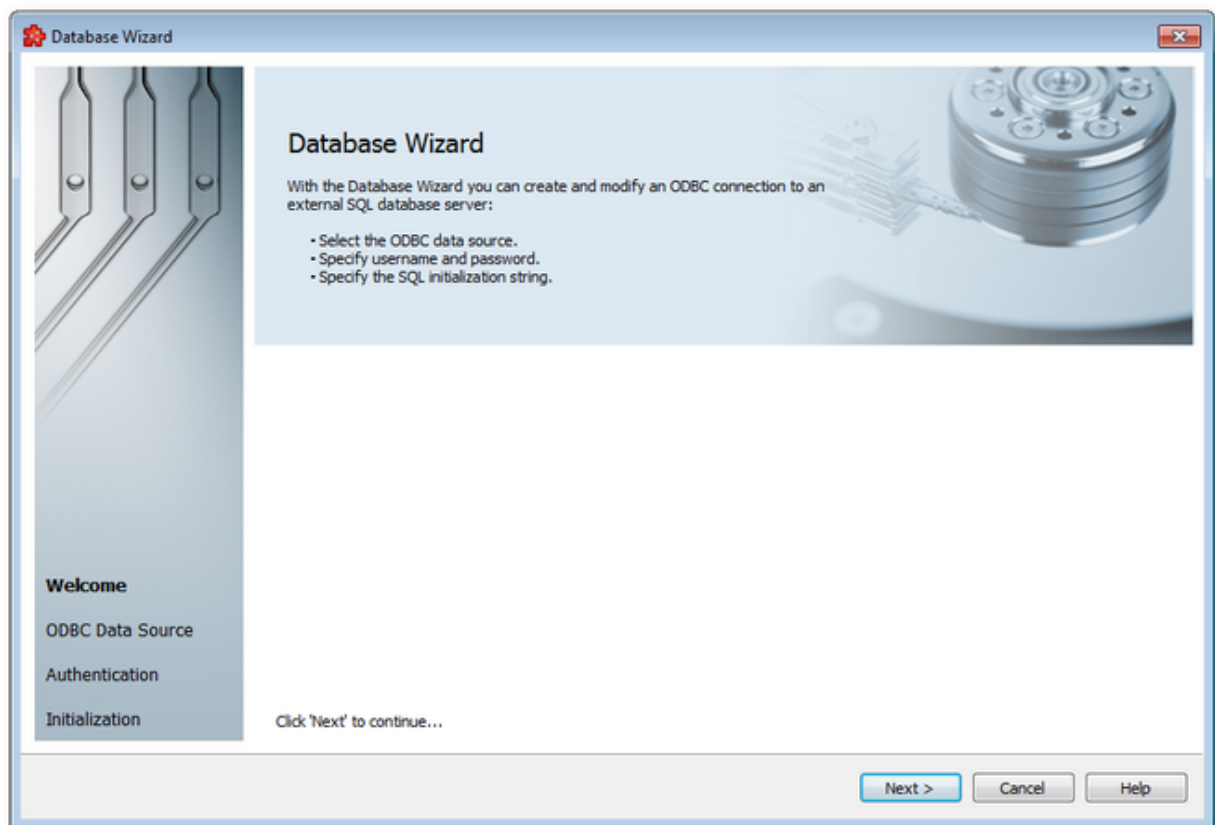 Database Wizard
Database Wizard
With the Database Wizard you can create and modify an ODBC connection to an
external SQL database server:
• Select the ODBC data source.
• Specify username and password.
• Specify the SQL initialization string.
Welcome
ODBC Data Source
Authentication
Initialization
Click 'Next' to continue...
Next >
Cancel
Help